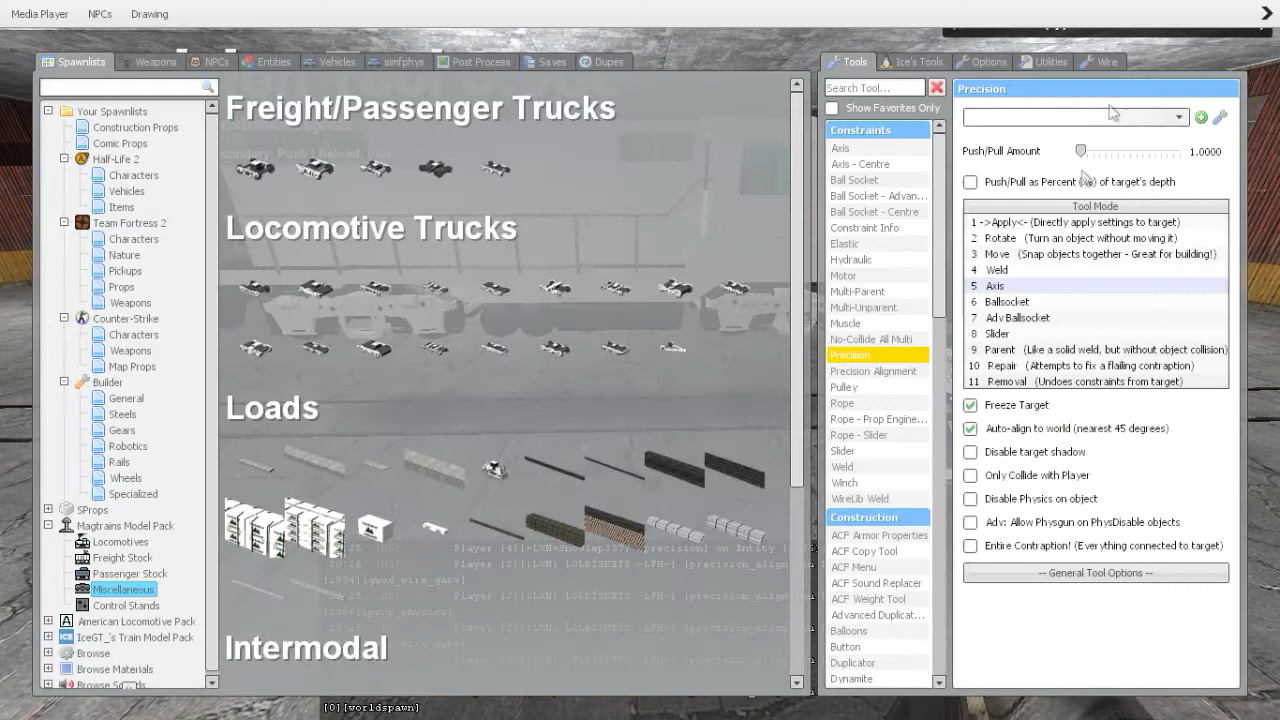 Media Player NPCs Drawing
Spawnlists Weapons NPCs Entities Vehicles simfphys Post Process Saves Dupes
Your Spawnlists
Construction Props
Comic Props
Half-Life 2
Characters
Vehicles
Items
Team Fortress 2
Characters
Nature
Pickups
Props
Weapons
Counter-Strike
Characters
Weapons
Map Props
Builder
General
Steels
Gears
Robotics
Rails
Wheels
Specialized
SProps
Magtrains Model Pack
Locomotives
Freight Stock
Passenger Stock
Miscellaneous
Control Stands
American Locomotive Pack
IceGT_'s Train Model Pack
Browse
Browse Materials
Freight/Passenger Trucks
Locomotive Trucks
Loads
Intermodal
[1934][gmod_wire_gate]
[1986][prop_physics]
[0][worldspawn]
Tools Ice's Tools Options Utilities Wire
Search Tool...
Show Favorites Only
Constraints
Axis
Axis - Centre
Ball Socket
Ball Socket - Advan...
Ball Socket - Centre
Constraint Info
Elastic
Hydraulic
Motor
Multi-Parent
Multi-Unparent
Muscle
No-Collide All Multi
Precision
Precision Alignment
Pulley
Rope
Rope - Prop Engine...
Rope - Slider
Slider
Weld
Winch
WireLib Weld
Construction
ACF Armor Properties
ACF Copy Tool
ACF Menu
ACF Sound Replacer
ACF Weight Tool
Advanced Duplicat...
Balloons
Button
Duplicator
Dynamite
Precision
Push/Pull Amount 1.0000
Push/Pull as Percent (%) of target's depth
Tool Mode
1 ->Apply<- (Directly apply settings to target)
2 Rotate (Turn an object without moving it)
3 Move (Snap objects together - Great for building!)
4 Weld
5 Axis
6 Ballsocket
7 Adv Ballsocket
8 Slider
9 Parent (Like a solid weld, but without object collision)
10 Repair (Attempts to fix a flailing contraption)
11 Removal (Undoes constraints from target)
Freeze Target
Auto-align to world (nearest 45 degrees)
Disable target shadow
Only Collide with Player
Disable Physics on object
Adv: Allow Physgun on PhysDisable objects
Entire Contraption! (Everything connected to target)
-- General Tool Options --